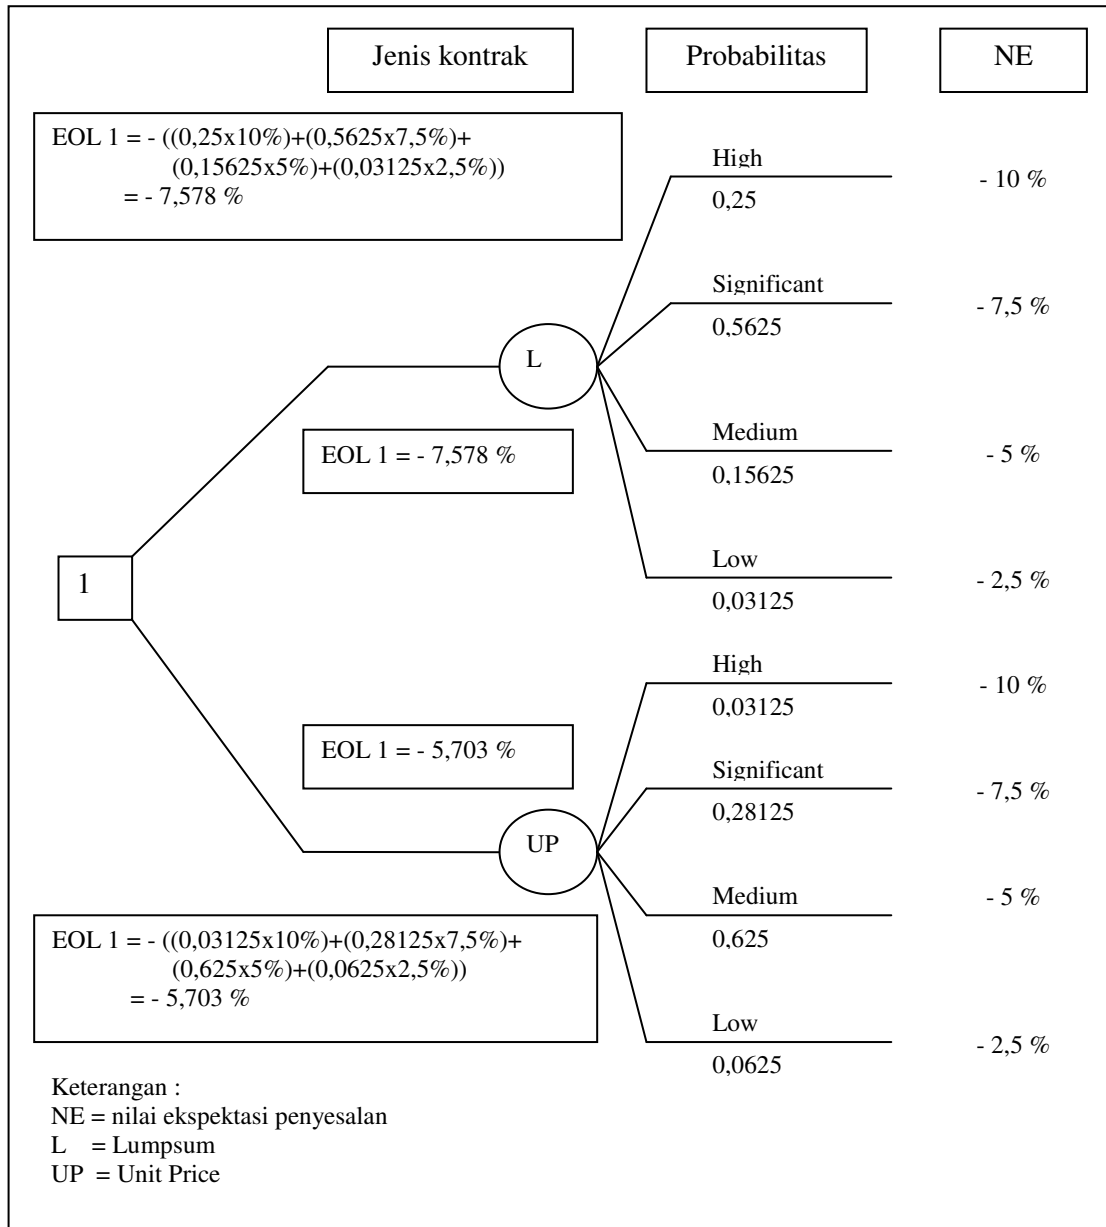 Jenis kontrak
Probabilitas
NE
EOL 1 = - ((0,25x10%)+(0,5625x7,5%)+
(0,15625x5%)+(0,03125x2,5%))
= - 7,578 %
High
0,25
- 10 %
Significant
0,5625
- 7,5 %
L
EOL 1 = - 7,578 %
Medium
0,15625
- 5 %
Low
0,03125
- 2,5 %
1
High
0,03125
- 10 %
EOL 1 = - 5,703 %
Significant
0,28125
- 7,5 %
UP
Medium
0,625
- 5 %
EOL 1 = - ((0,03125x10%)+(0,28125x7,5%)+
(0,625x5%)+(0,0625x2,5%))
= - 5,703 %
Low
0,0625
- 2,5 %
Keterangan :
NE = nilai ekspektasi penyesalan
L = Lumpsum
UP = Unit Price